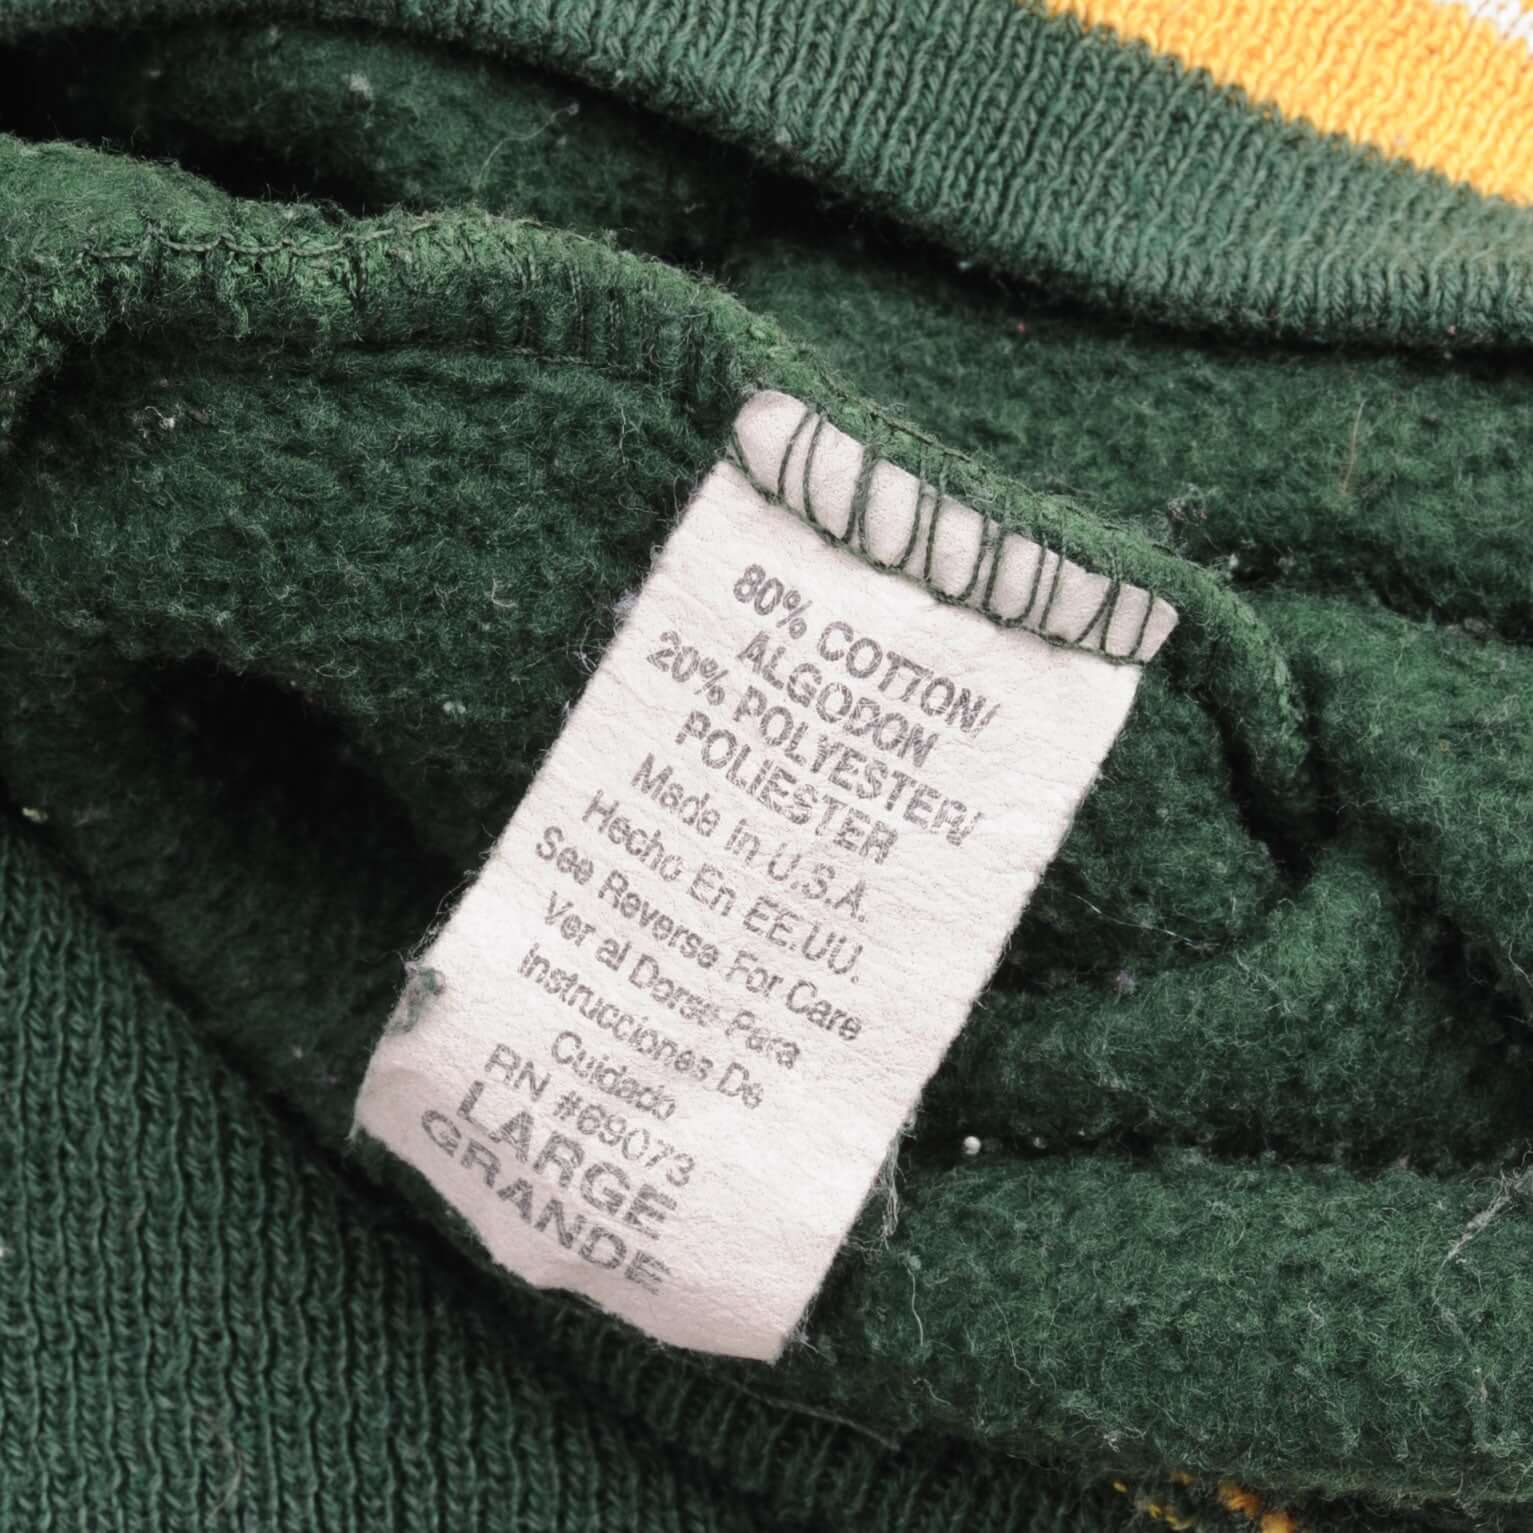 80% COTTON/
ALGODON
20% POLYESTER/
POLIESTER
Made in U.S.A.
Hecho En EE.UU.
See Reverse For Care
Ver al Dorse Para
Instrucciones De
Cuidado
RN #69073
LARGE
GRANDE